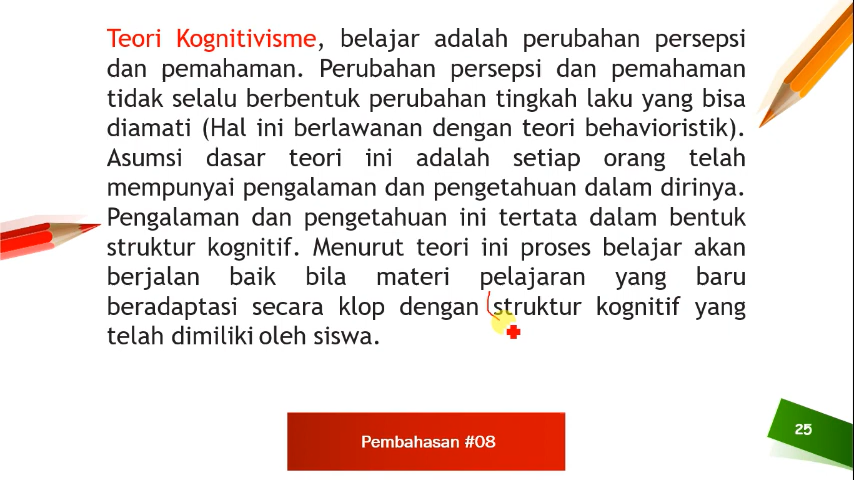 Teori Kognitivisme, belajar adalah perubahan persepsi
dan pemahaman. Perubahan persepsi dan pemahaman
tidak selalu berbentuk perubahan tingkah laku yang bisa
diamati (Hal ini berlawanan dengan teori behavioristik).
Asumsi dasar teori ini adalah setiap orang telah
mempunyai pengalaman dan pengetahuan dalam dirinya.
Pengalaman dan pengetahuan ini tertata dalam bentuk
struktur kognitif. Menurut teori ini proses belajar akan
berjalan baik bila materi pelajaran yang baru
beradaptasi secara klop dengan struktur kognitif yang
telah dimiliki oleh siswa.
Pembahasan #08
25